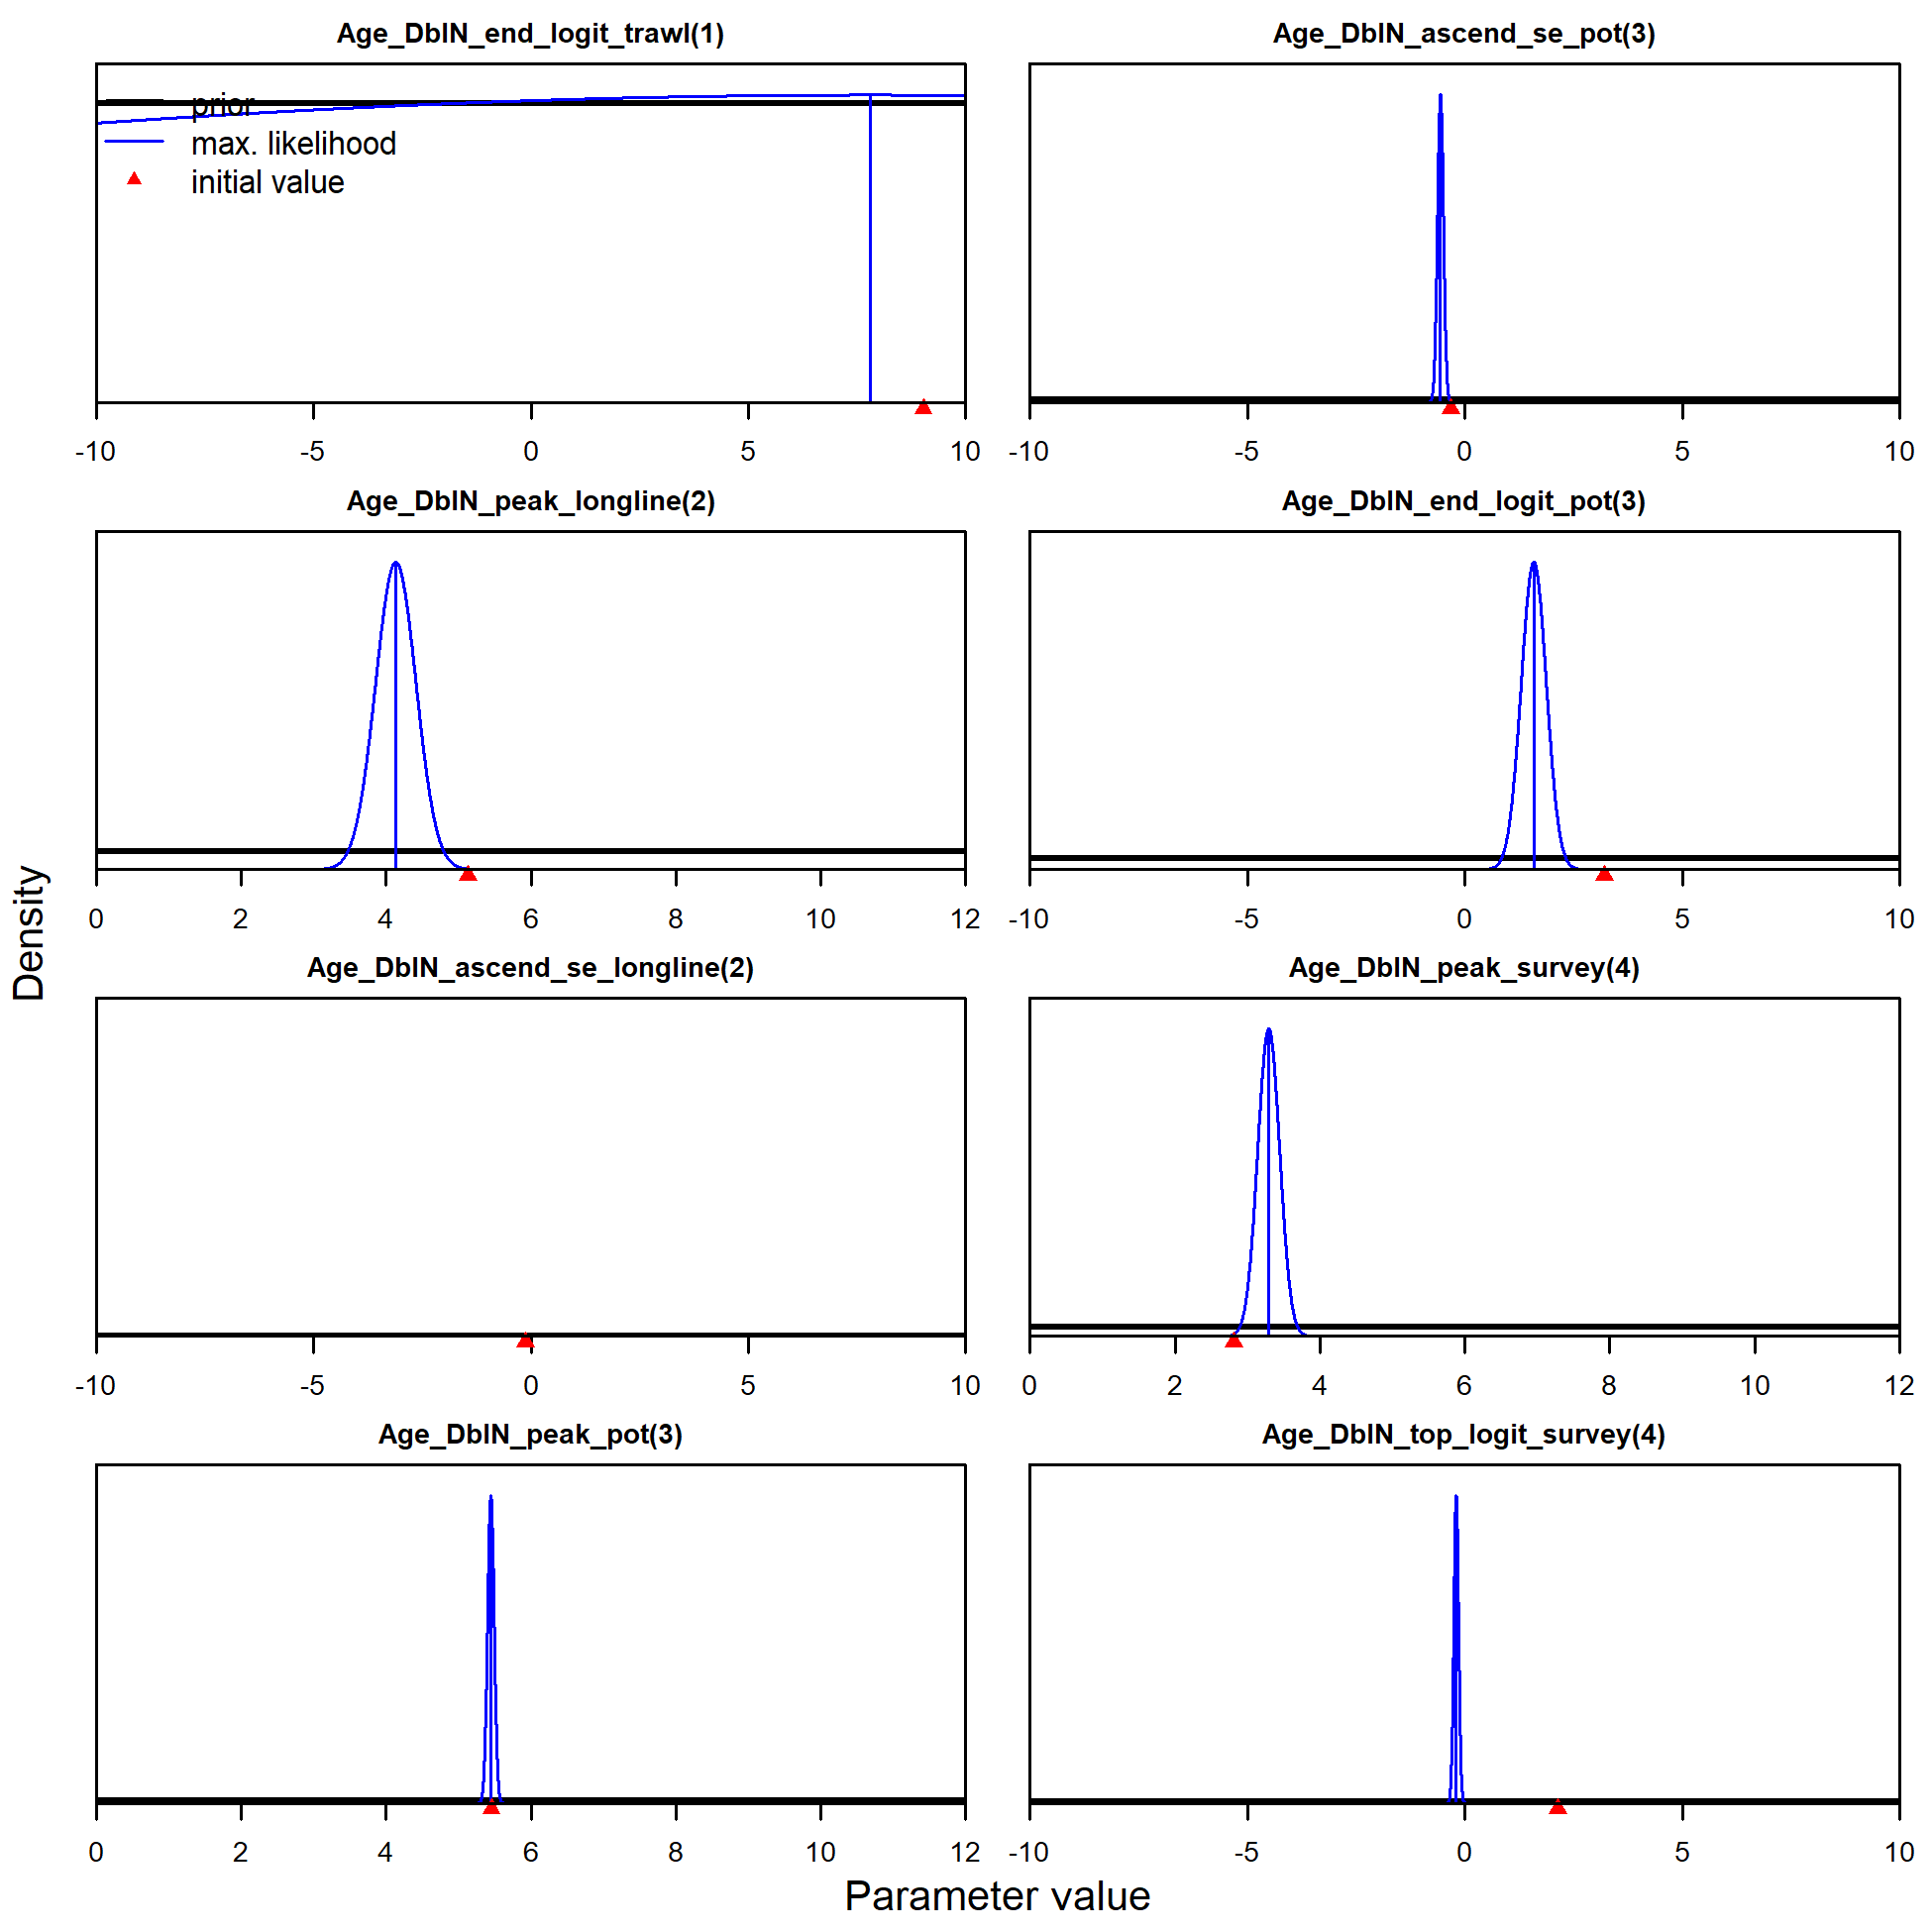 Age_DblN_end_logit_trawl(1)
prior
max. likelihood
initial value
-10 -5 0 5 10
Age_DblN_ascend_se_pot(3)
-10 -5 0 5 10
Age_DblN_peak_longline(2)
0 2 4 6 8 10 12
Age_DblN_end_logit_pot(3)
-10 -5 0 5 10
Age_DblN_ascend_se_longline(2)
-10 -5 0 5 10
Age_DblN_peak_survey(4)
0 2 4 6 8 10 12
Age_DblN_peak_pot(3)
0 2 4 6 8 10 12
Age_DblN_top_logit_survey(4)
-10 -5 0 5 10
Density
Parameter value